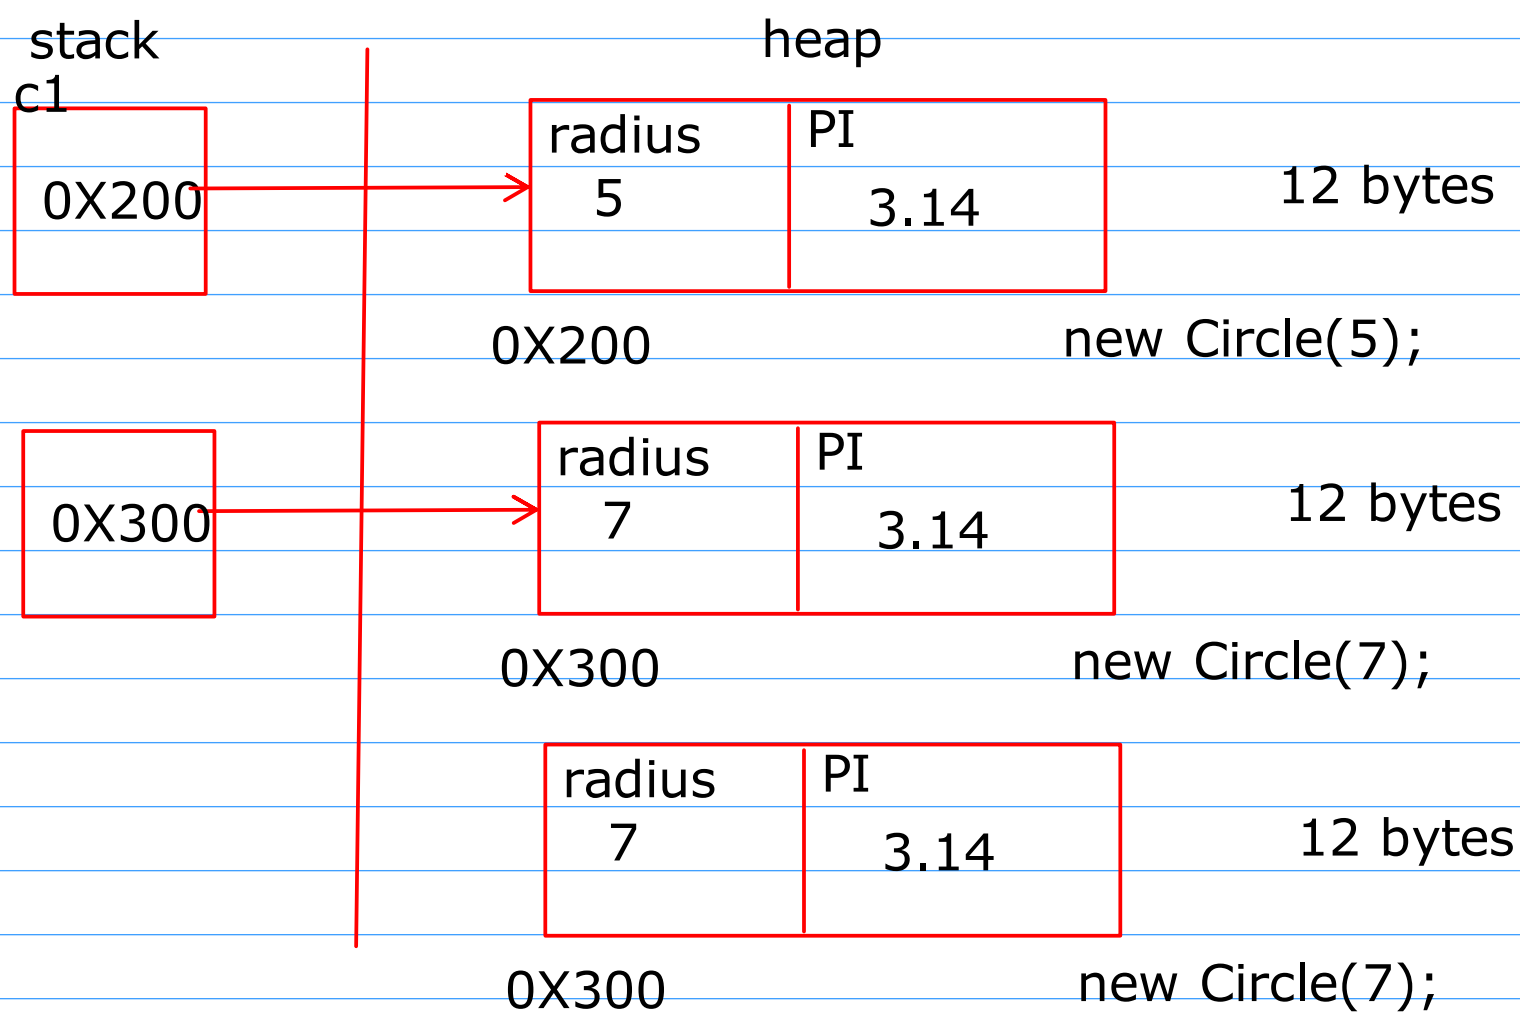 stack heap
c1
radius PI
0X200 5 3.14 12 bytes
0X200 new Circle(5);
radius PI
0X300 7 3.14 12 bytes
0X300 new Circle(7);
radius PI
7 3.14 12 bytes
0X300 new Circle(7);